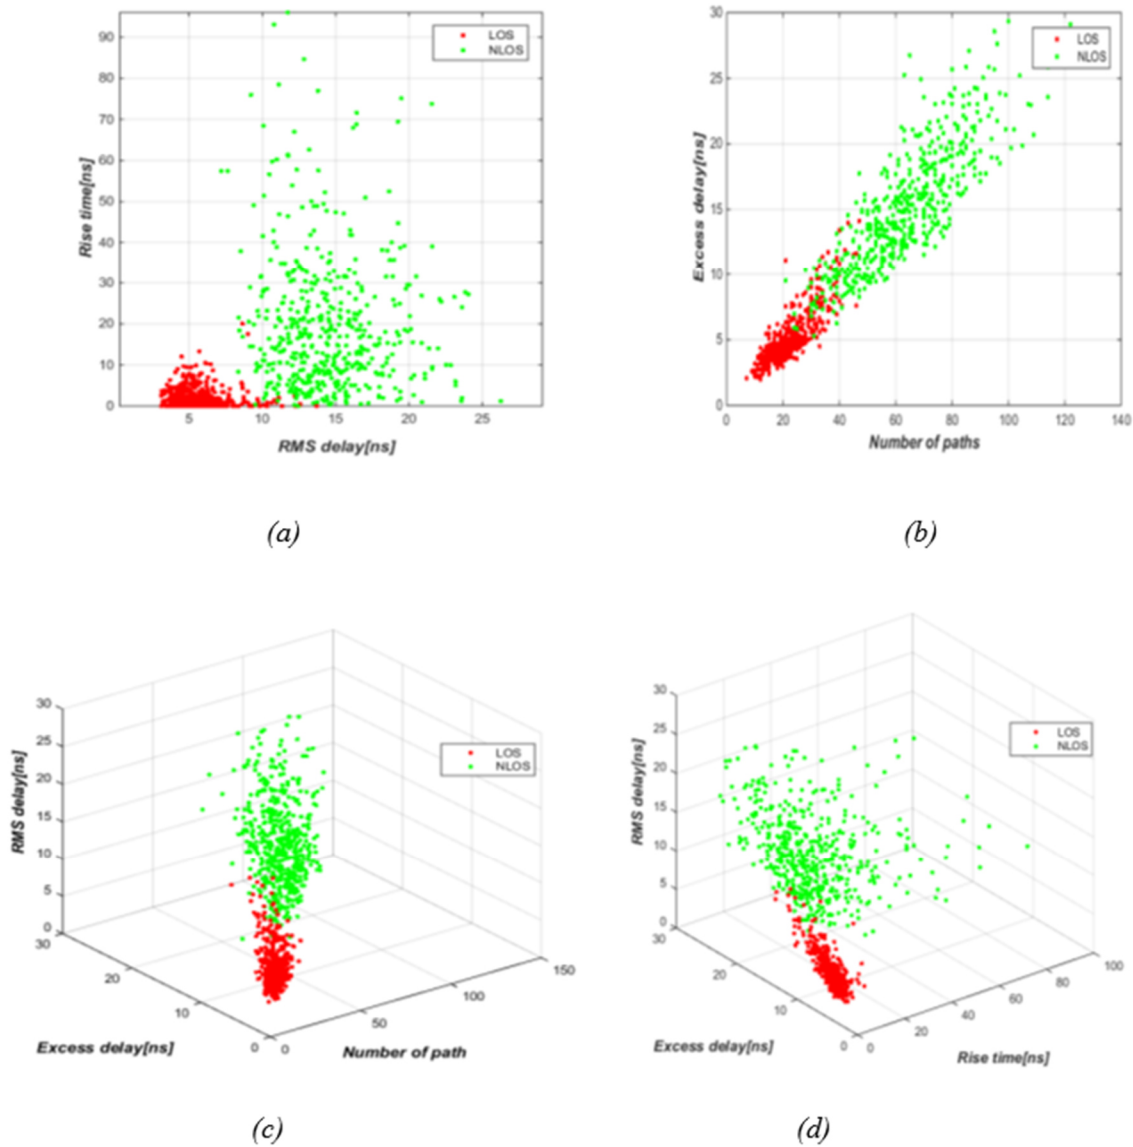 LOS
NLOS
90
80
70
60
50
40
30
20
10
0
Rise time[ns]
5
10
15
20
25
RMS delay[ns]
(a)
LOS
NLOS
30
25
20
15
10
5
0
Excess delay[ns]
0
20
40
60
80
100
120
140
Number of paths
(b)
LOS
NLOS
30
25
20
15
10
5
0
RMS delay[ns]
30
20
10
0
Excess delay[ns]
0
50
100
150
Number of path
(c)
LOS
NLOS
30
25
20
15
10
5
0
RMS delay[ns]
30
20
10
0
Excess delay[ns]
0
20
40
60
80
100
Rise time[ns]
(d)